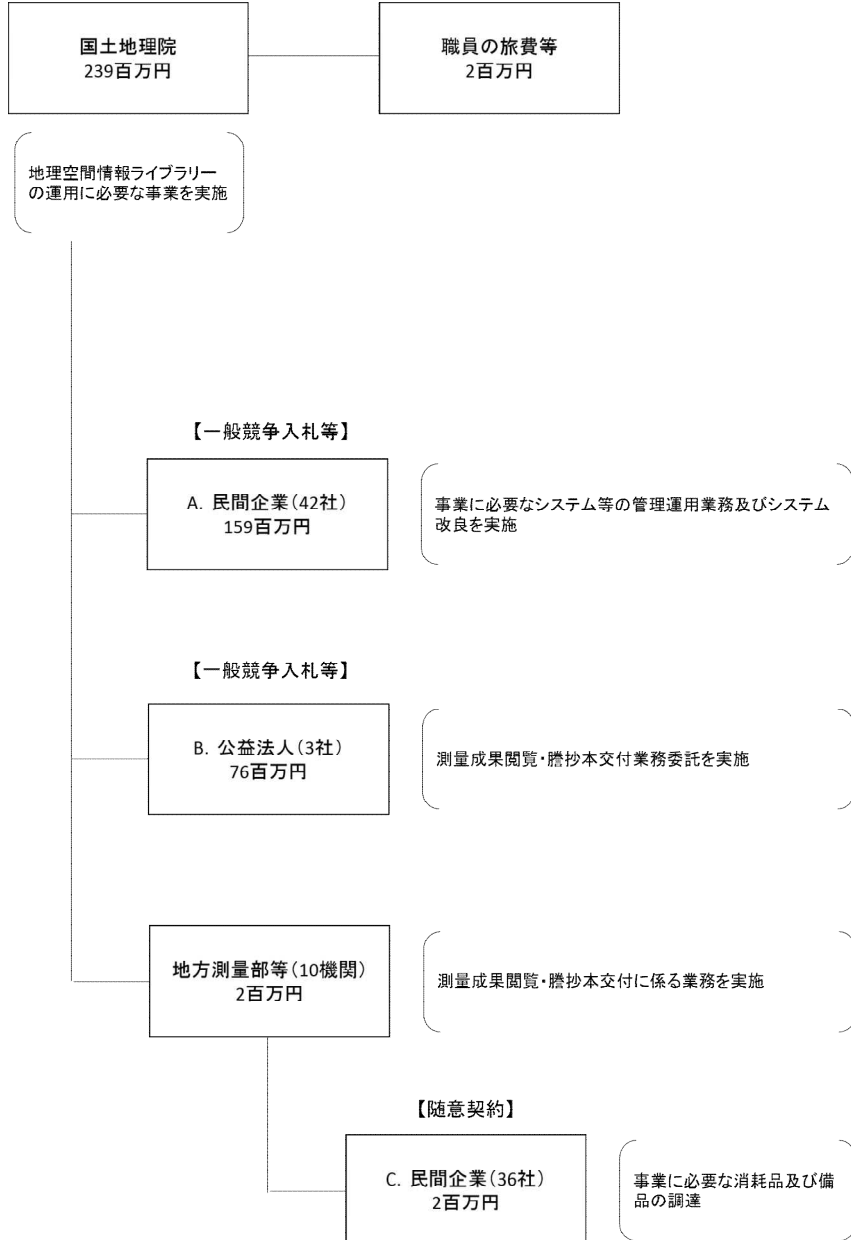 国土地理院
239百万円
職員の旅費等
2百万円
地理空間情報ライブラリー
の運用に必要な事業を実施
【一般競争入札等】
A. 民間企業(42社)
159百万円
事業に必要なシステム等の管理運用業務及びシステム
改良を実施
【一般競争入札等】
B. 公益法人(3社)
76百万円
測量成果閲覧・謄抄本交付業務委託を実施
地方測量部等(10機関)
2百万円
測量成果閲覧・謄抄本交付に係る業務を実施
【随意契約】
C. 民間企業(36社)
2百万円
事業に必要な消耗品及び備
品の調達